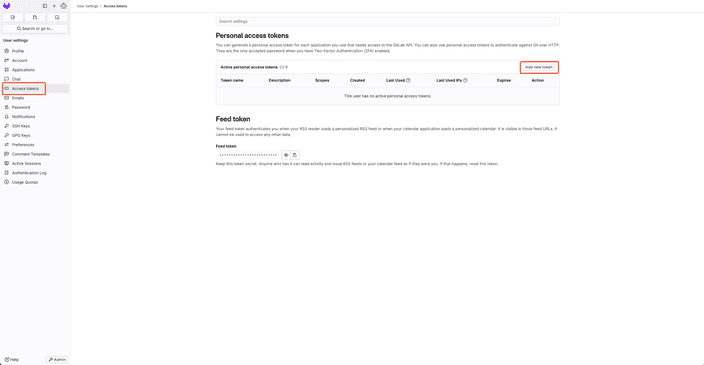 User Settings / Access tokens
Search or go to...
User settings
Profile
Account
Applications
Chat
Access tokens
Emails
Password
Notifications
SSH Keys
GPG Keys
Preferences
Comment Templates
Active Sessions
Authentication Log
Usage Quotas
Help
Admin
Search settings
Personal access tokens
You can generate a personal access token for each application you use that needs access to the GitLab API. You can also use personal access tokens to authenticate against Git over HTTP.
They are the only accepted password when you have Two-Factor Authentication (2FA) enabled.
Active personal access tokens 0
Add new token
Token name Description Scopes Created Last Used Last Used IPs Expires Action
This user has no active personal access tokens.
Feed token
Your feed token authenticates you when your RSS reader loads a personalized RSS feed or when your calendar application loads a personalized calendar. It is visible in those feed URLs. It
cannot be used to access any other data.
Feed token
Keep this token secret. Anyone who has it can read activity and issue RSS feeds or your calendar feed as if they were you. If that happens, reset this token.